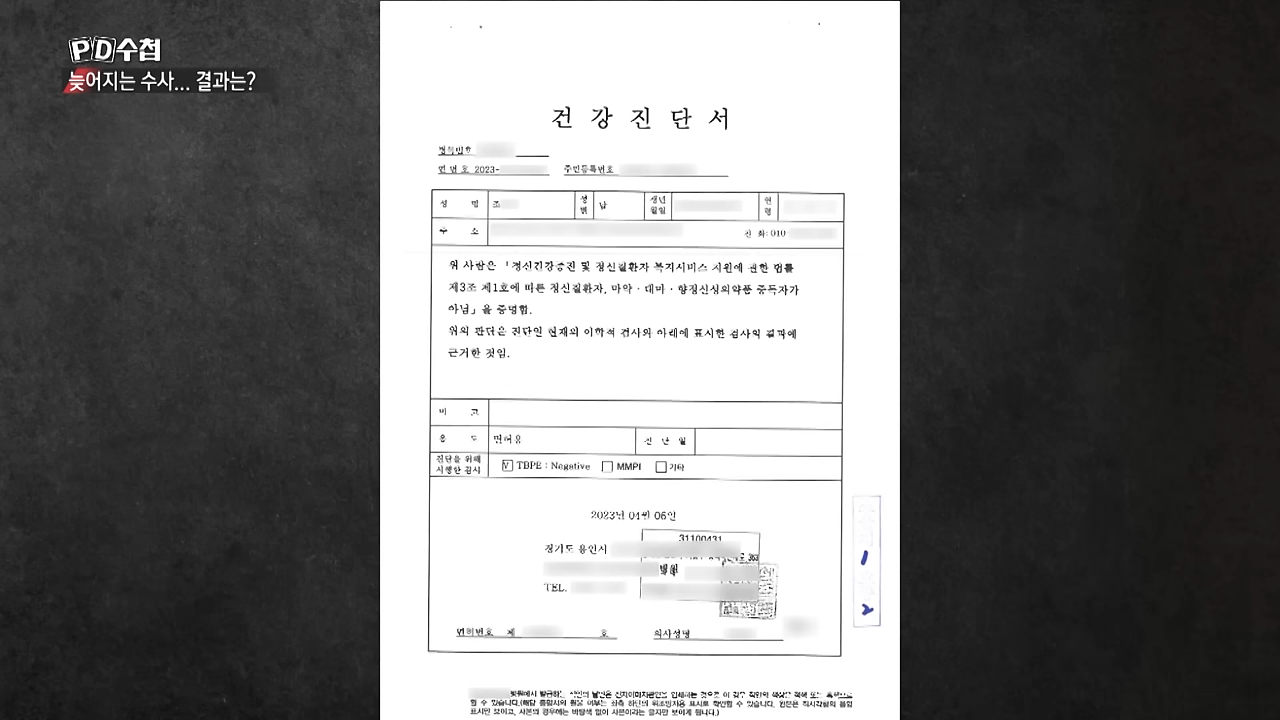 PD수첩
늦어지는 수사... 결과는?
건 강 진 단 서
병록번호
연 번 호 2023-
주민등록번호
성 명 조 성별 남 생년월일 연령
주 소 전 화: 010-
위 사람은 「정신건강증진 및 정신질환자 복지서비스 지원에 관한 법률
제3조 제1호에 따른 정신질환자, 마약·대마·향정신성의약품 중독자가
아님」을 증명함.
위의 판단은 진단일 현재의 이학적 검사와 아래에 표시한 검사의 결과에
근거한 것임.
비 고
용 도 면허용 진 단 일
진단을 위해
시행한 검사
V TBPE : Negative MMPI 기타
2023년 04월 06일
31100431
경기도 용인시
363
병원
TEL.
면허번호 제 호 의사성명